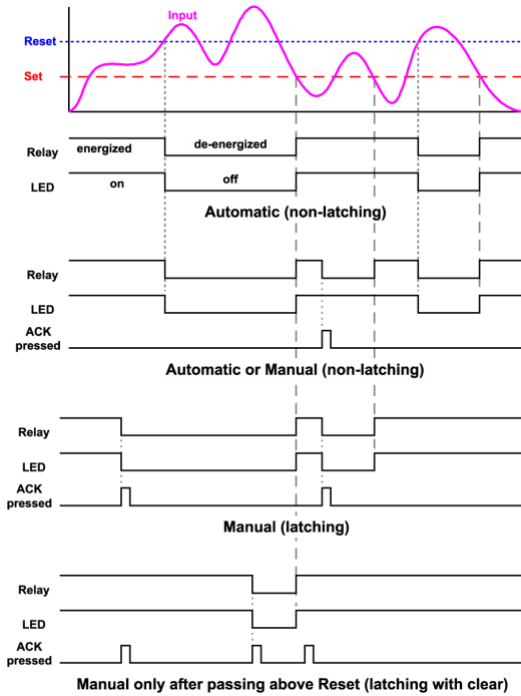 Input
Reset
Set
energized de-energized
Relay
on off
LED
Automatic (non-latching)
Relay
LED
ACK
pressed
Automatic or Manual (non-latching)
Relay
LED
ACK
pressed
Manual (latching)
Relay
LED
ACK
pressed
Manual only after passing above Reset (latching with clear)